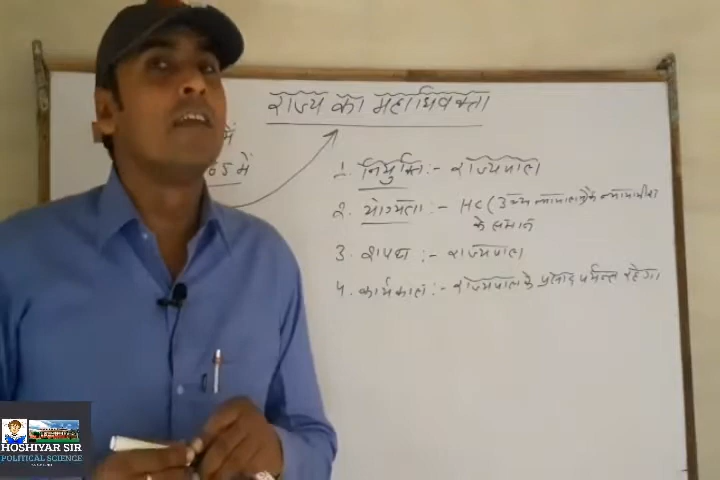 राज्य का महाधिवक्ता
में
65 में
1. नियुक्ति :- राज्यपाल
2. योग्यता :- HC (उच्च न्यायालय के न्यायाधीश
के समान
3. शपथ :- राज्यपाल
4. कार्यकाल :- राज्यपाल के प्रसाद पर्यन्त रहेगा
HOSHIYAR SIR
POLITICAL SCIENCE